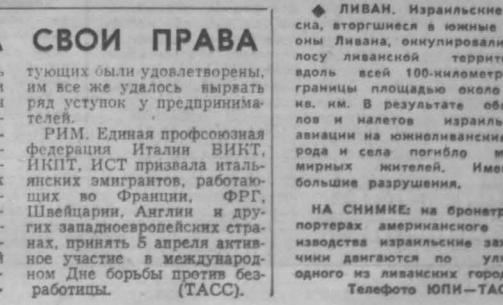 СВОИ ПРАВА
тующих были удовлетворены,
им все же удалось вырвать
ряд уступок у предпринима-
телей.
РИМ. Единая профсоюзная
федерация Италии ВИКТ,
ИКПТ, ИСТ призвала италь-
янских эмигрантов, работаю-
щих во Франции, ФРГ,
Швейцарии, Англии и дру-
гих западноевропейских стра-
нах, принять 5 апреля актив-
ное участие в международ-
ном Дне борьбы против без-
работицы. (ТАСС).
◆ ЛИВАН. Израильские
ска, вторгшиеся в южные
оны Ливана, оккупировали
лосу ливанской террит
вдоль всей 100-километр
границы площадью около
кв. км. В результате об
лов и налетов израиль
авиации на южноливански
рода и села погибло м
мирных жителей. Име
большие разрушения.
НА СНИМКЕ: на бронетр
портерах американского
изводства израильские за
чики двигаются по ул
одного из ливанских город
Телефото ЮПИ—ТАС